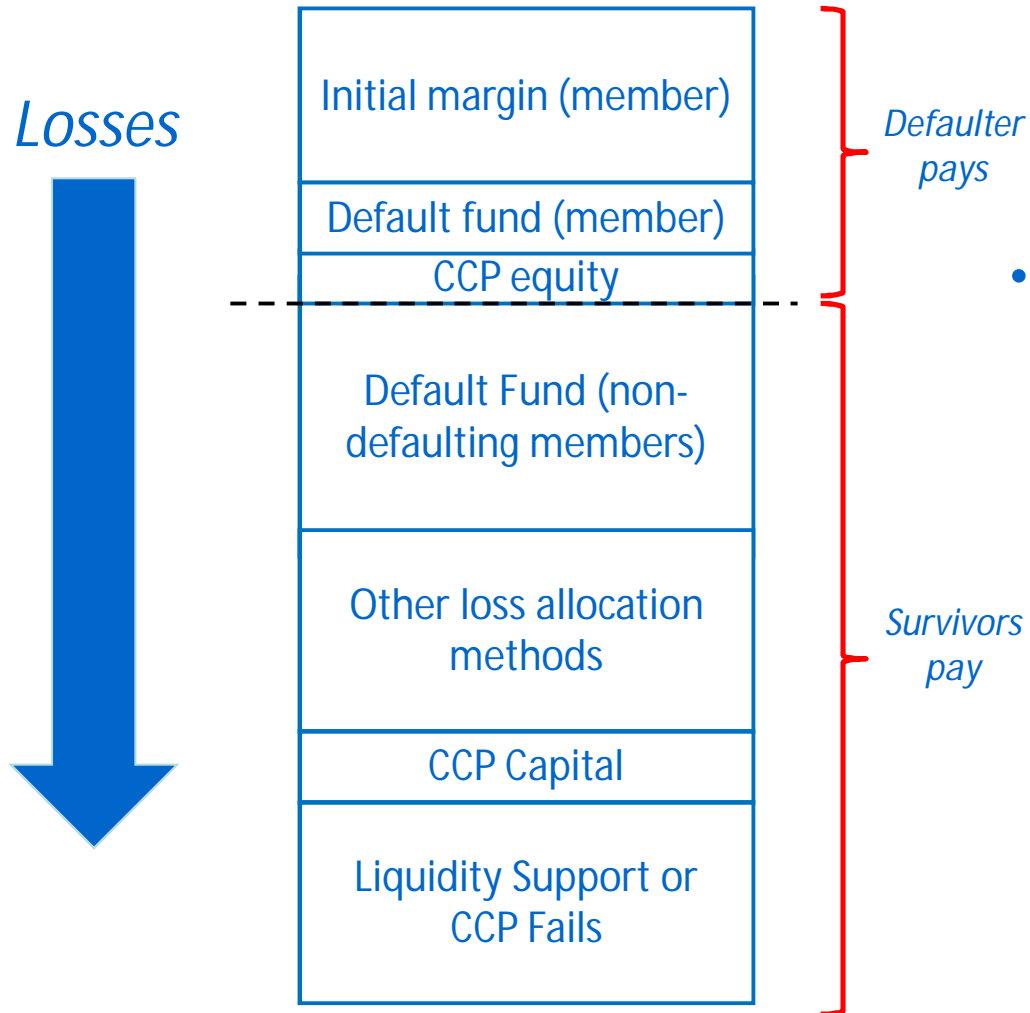 Losses
Initial margin (member)
Default fund (member)
CCP equity
Defaulter
pays
•
Default Fund (non-
defaulting members)
Other loss allocation
methods
CCP Capital
Liquidity Support or
CCP Fails
Survivors
pay